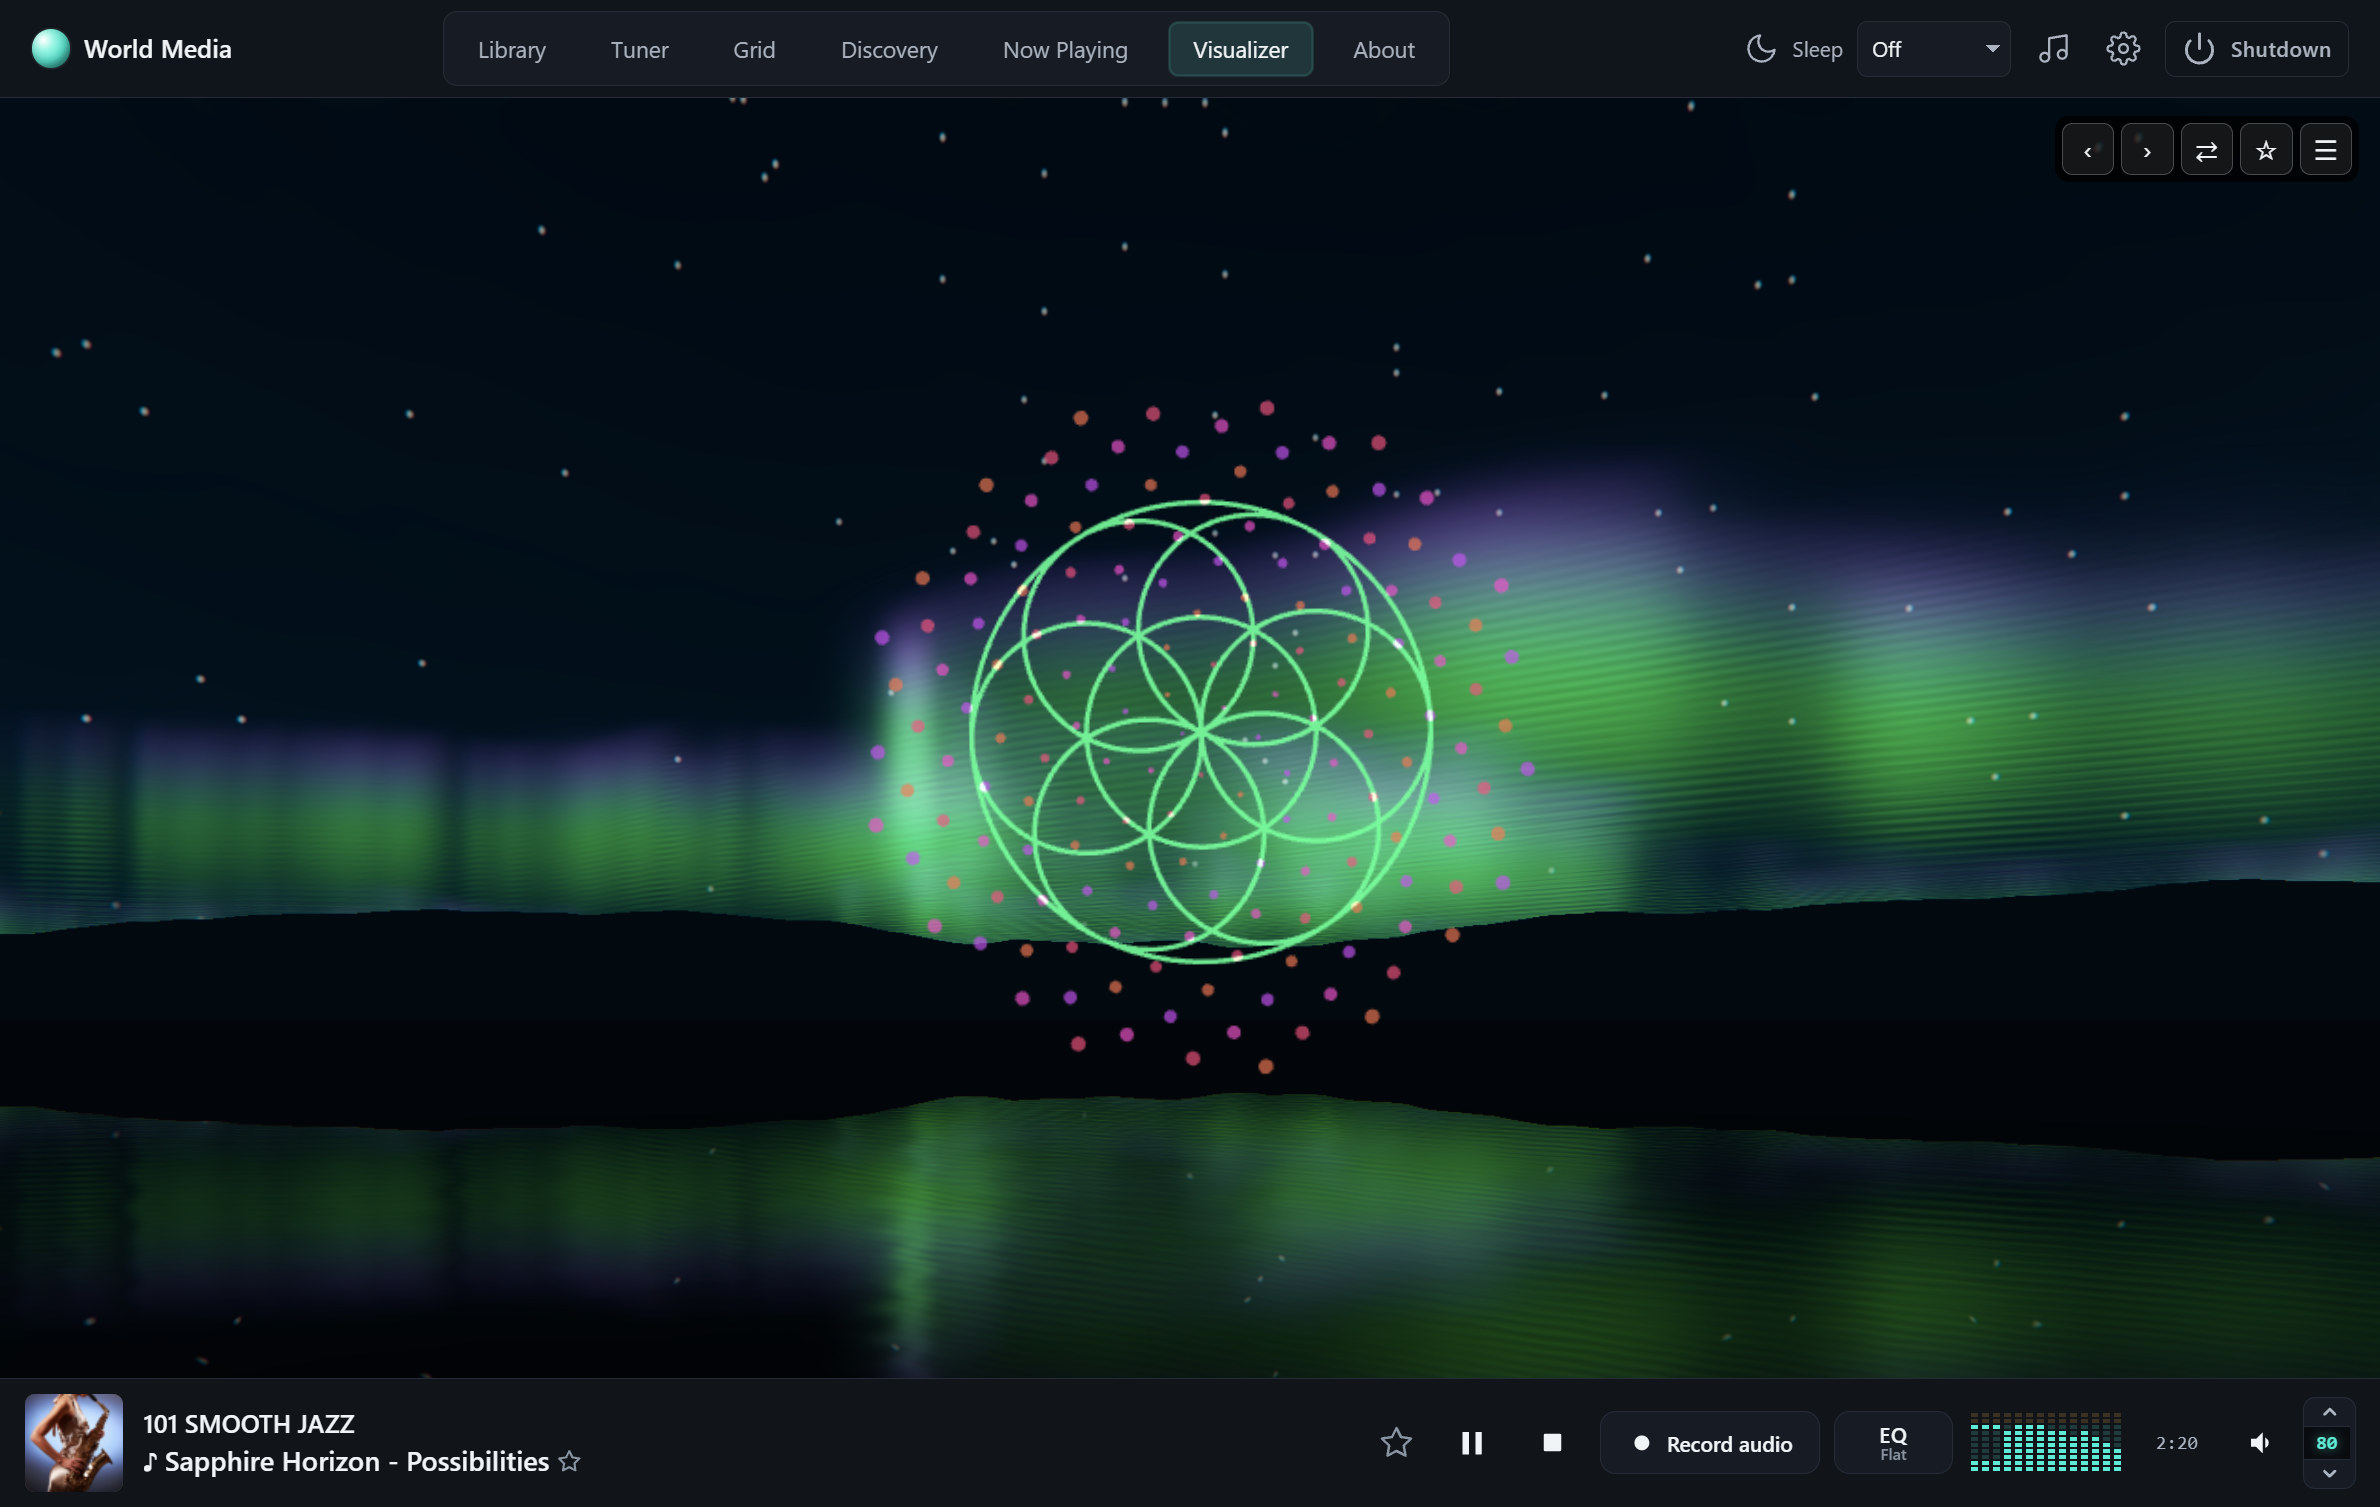 World Media
Library
Tuner
Grid
Discovery
Now Playing
Visualizer
About
Sleep
Off
Shutdown
101 SMOOTH JAZZ
Sapphire Horizon - Possibilities
Record audio
EQ
Flat
2:20
80